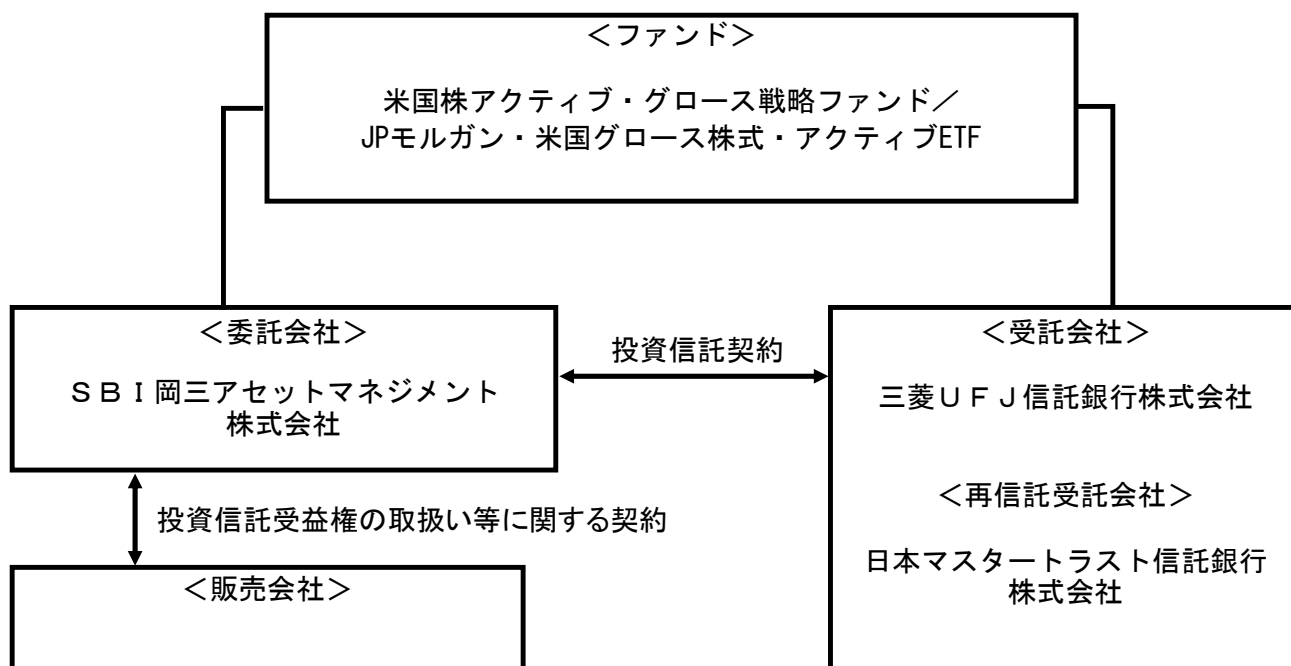 ＜ファンド＞
米国株アクティブ・グロース戦略ファンド／
JPモルガン・米国グロース株式・アクティブETF
＜委託会社＞
ＳＢＩ岡三アセットマネジメント
株式会社
投資信託契約
＜受託会社＞
三菱ＵＦＪ信託銀行株式会社
＜再信託受託会社＞
日本マスタートラスト信託銀行
株式会社
投資信託受益権の取扱い等に関する契約
＜販売会社＞